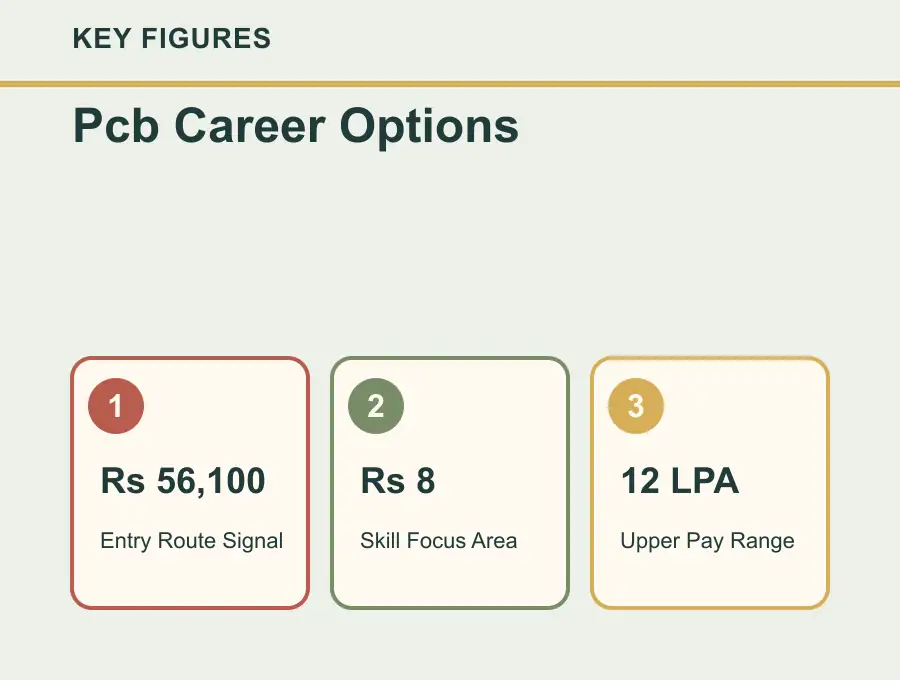 KEY FIGURES
Pcb Career Options
1
2
3
Rs 56,100
Rs 8
12 LPA
Entry Route Signal
Skill Focus Area
Upper Pay Range